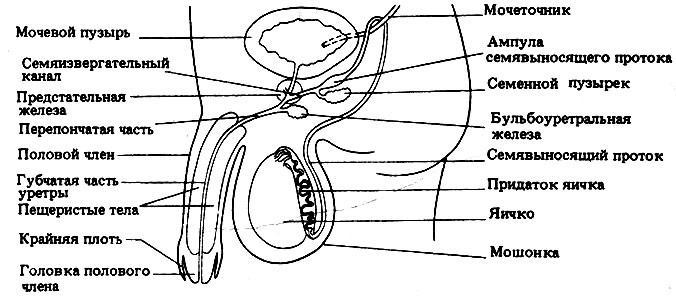 Мочевой пузырь
Семяизвергательный
канал
Предстательная
железа
Перепончатая часть
Половой член
Губчатая часть
уретры
Пещеристые тела
Крайняя плоть
Головка полового
члена
Мочеточник
Ампула
семявыносящего протока
Семенной пузырек
Бульбоуретральная
железа
Семявыносящий проток
Придаток яичка
Яичко
Мошонка